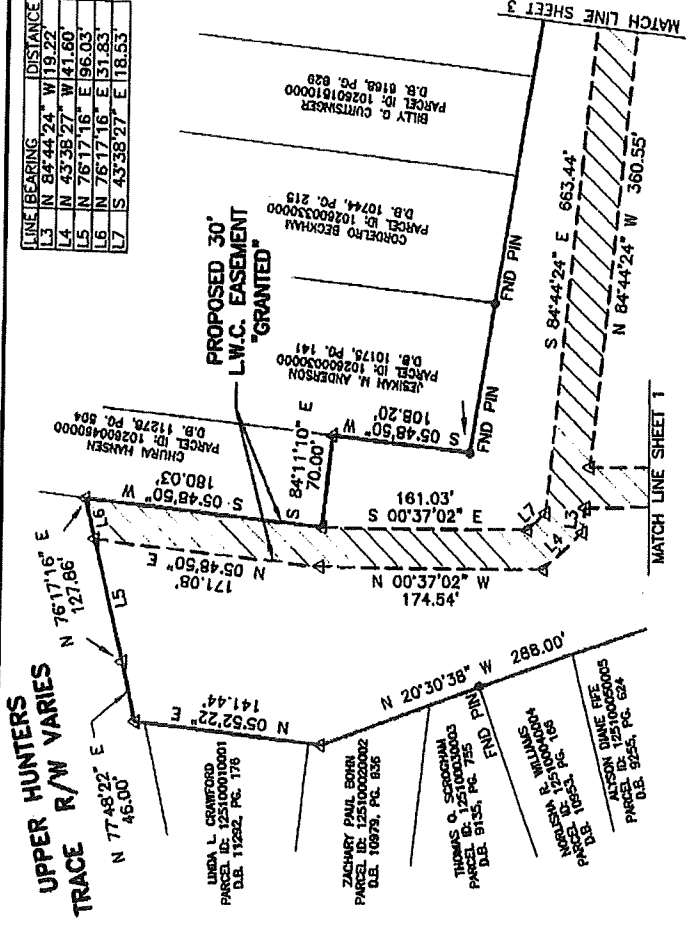 UPPER HUNTERS
TRACE R/W VARIES
LINE BEARING DISTANCE
L3 N 84°44'24" W 19.22'
L4 N 43°38'27" W 41.60'
L5 N 76°17'16" E 96.03'
L6 N 76°17'16" E 31.83'
L7 S 43°38'27" E 18.53'
N 77°48'22" E
46.00'
N 76°17'16" E
127.86'
L5
L6
CHURAI HANSEN
PARCEL ID: 102600460000
D.B. 11278, PG. 504
S 05°48'50" W
180.03'
N 05°48'50" E
171.08'
PROPOSED 30'
L.W.C. EASEMENT
"GRANTED"
S 84°11'10" E
70.00'
S 05°48'50" W
108.20'
JESIKAH M. ANDERSON
PARCEL ID: 102600030000
D.B. 10175, PG. 141
CORDELRO BECKHAM
PARCEL ID: 102600330000
D.B. 10744, PG. 215
BILLY G. CURTSINGER
PARCEL ID: 102501610000
D.B. 6168, PG. 629
FND PIN
FND PIN
MATCH LINE SHEET 3
S 84°44'24" E 663.44'
N 84°44'24" W 360.55'
161.03'
S 00°37'02" E
N 00°37'02" W
174.54'
L7
L4
L3
MATCH LINE SHEET 1
N 05°52'22" E
141.44'
N 20°30'38" W 288.00'
FND PIN
LINDA L. CRAWFORD
PARCEL ID: 125100010001
D.B. 11292, PG. 176
ZACHARY PAUL BOHN
PARCEL ID: 125100020002
D.B. 10979, PG. 836
THOMAS O. SCROGHAM
PARCEL ID: 125100030003
D.B. 9135, PG. 755
R. WILLIAMS
PARCEL ID: 125100040004
D.B. 10953, PG. 166
ALYSON DIANE FIFE
PARCEL ID: 125100050005
D.B. 9255, PG. 624